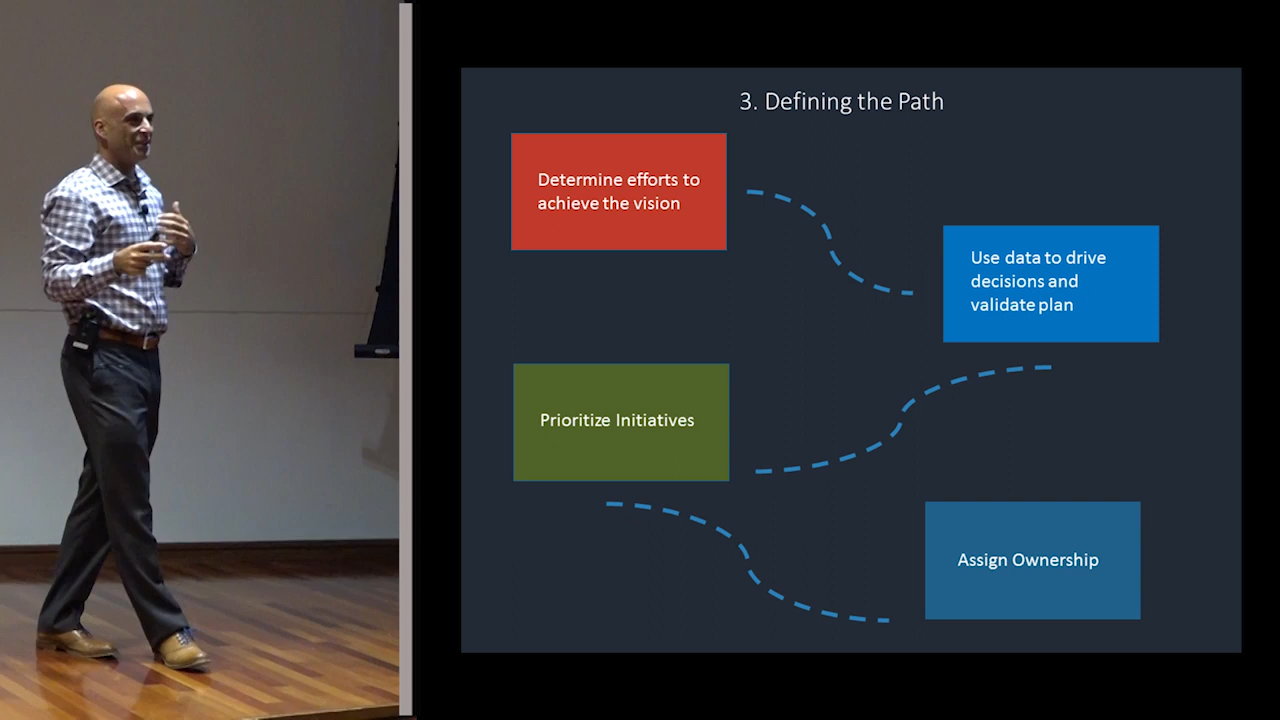 3. Defining the Path
Determine efforts to
achieve the vision
Use data to drive
decisions and
validate plan
Prioritize Initiatives
Assign Ownership